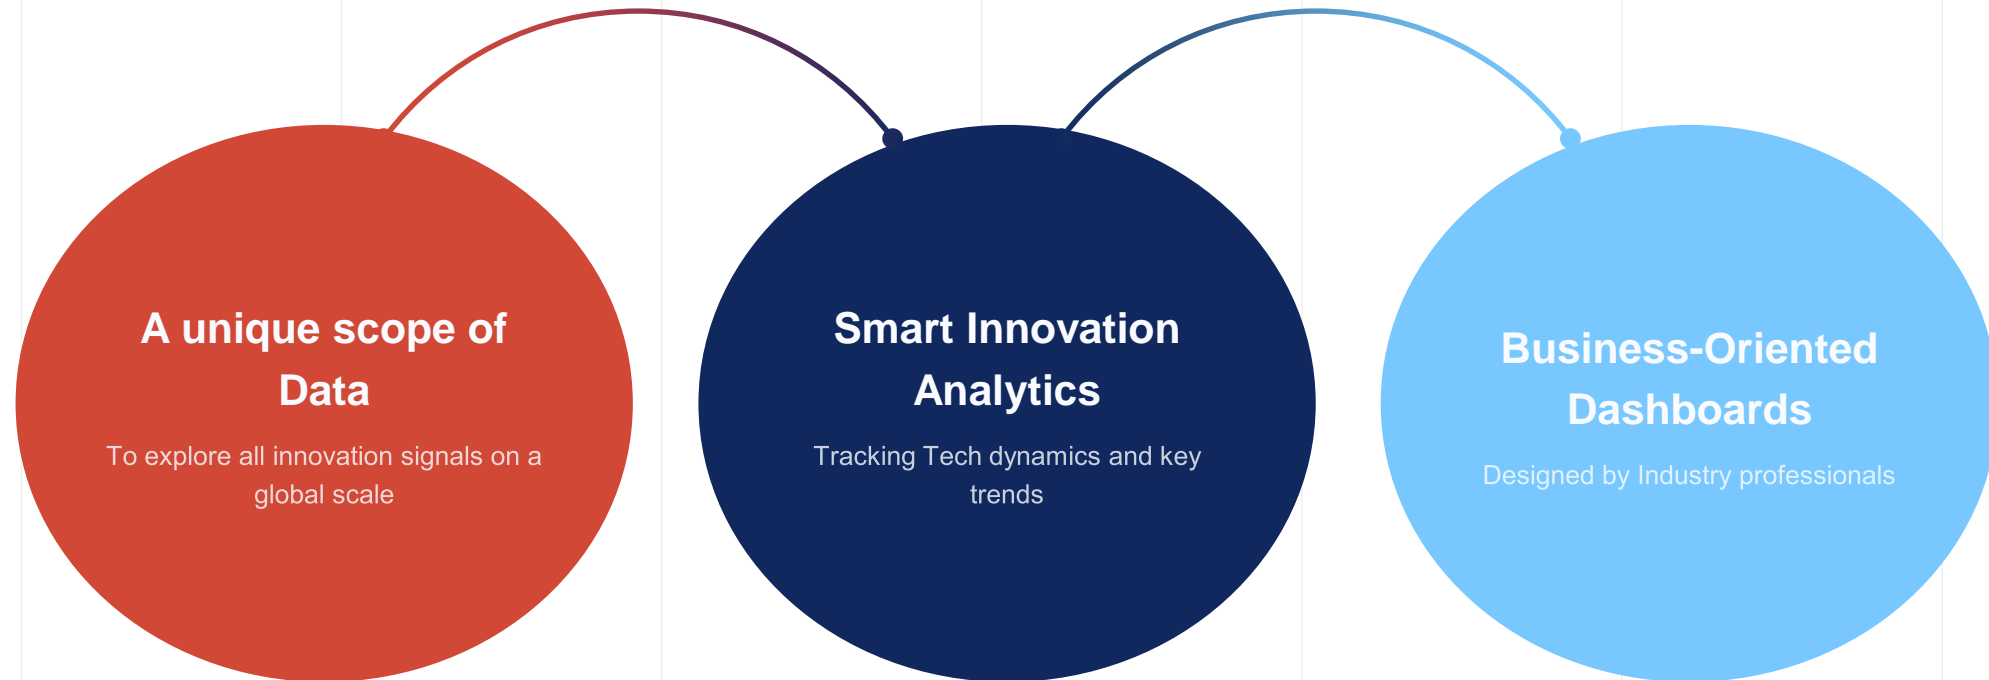 A unique scope of
Data
To explore all innovation signals on a
global scale
Smart Innovation
Analytics
Tracking Tech dynamics and key
trends
Business-Oriented
Dashboards
Designed by Industry professionals